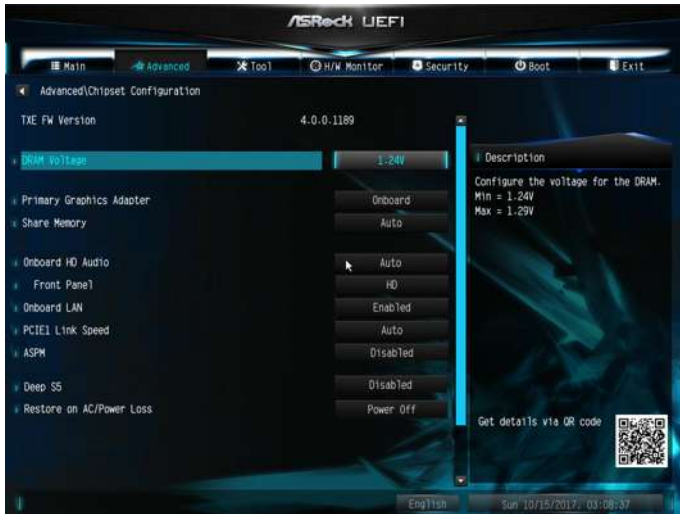 ASRock UEFI
Main Advanced Tool H/W Monitor Security Boot Exit
Advanced\Chipset Configuration
TXE FW Version 4.0.0.1189
DRAM Voltage 1.24V
Description
Configure the voltage for the DRAM.
Min = 1.24V
Max = 1.29V
Primary Graphics Adapter Onboard
Share Memory Auto
Onboard HD Audio Auto
Front Panel HD
Onboard LAN Enabled
PCIE1 Link Speed Auto
ASPM Disabled
Deep S5 Disabled
Restore on AC/Power Loss Power Off
Get details via QR code
English Sun 10/15/2017, 03:08:37